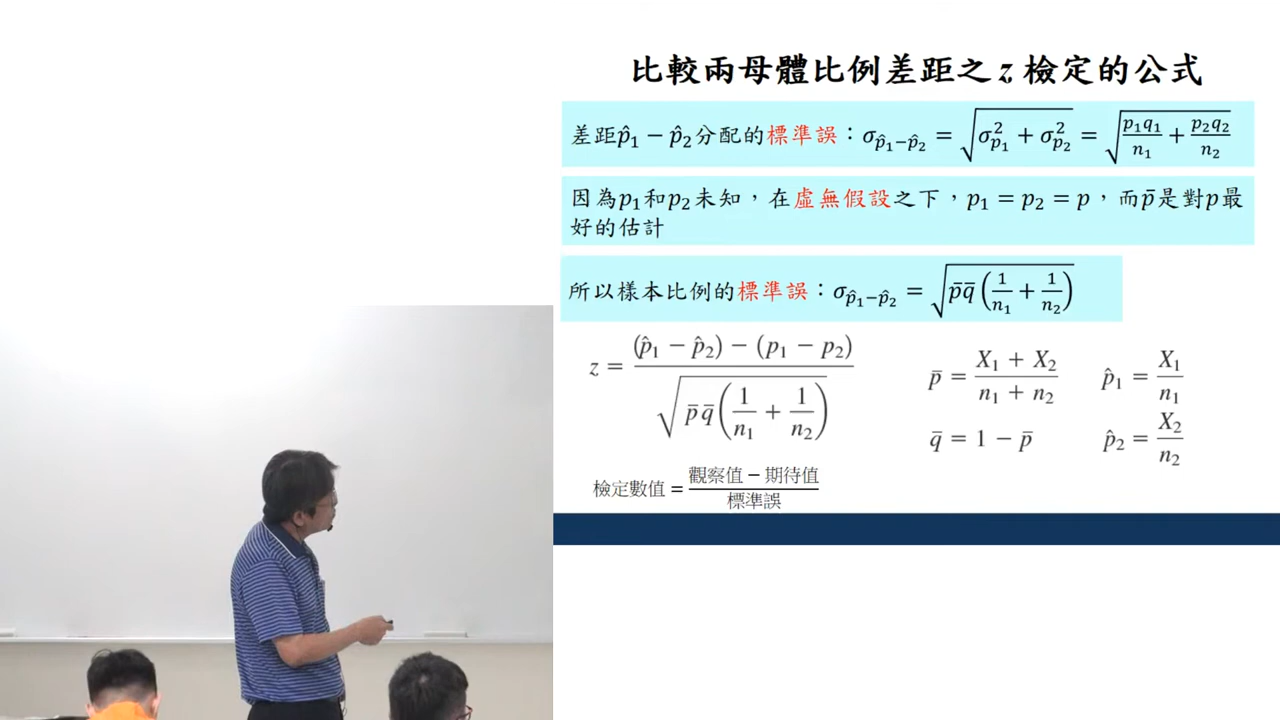 比較兩母體比例差距之 z 檢定的公式
差距p̂₁ − p̂₂分配的標準誤：σ_{p̂₁−p̂₂} = √(σ²_{p̂₁} + σ²_{p̂₂}) = √(p₁q₁/n₁ + p₂q₂/n₂)
因為p₁和p₂未知，在虛無假設之下，p₁ = p₂ = p，而p̄是對p最
好的估計
所以樣本比例的標準誤：σ_{p̂₁−p̂₂} = √(p̄q̄(1/n₁ + 1/n₂))
z = ((p̂₁ − p̂₂) − (p₁ − p₂)) / √(p̄ q̄(1/n₁ + 1/n₂))
p̄ = (X₁ + X₂)/(n₁ + n₂)
p̂₁ = X₁/n₁
q̄ = 1 − p̄
p̂₂ = X₂/n₂
檢定數值 = (觀察值 − 期待值)/標準誤